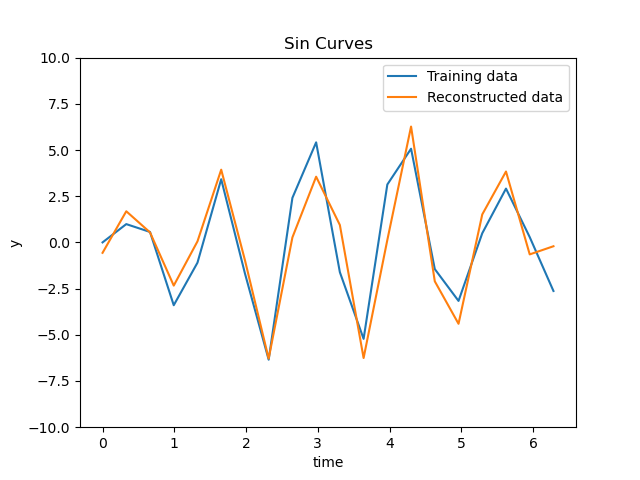 Sin Curves
Training data
Reconstructed data
10.0
7.5
5.0
2.5
0.0
−2.5
−5.0
−7.5
−10.0
y
0 1 2 3 4 5 6
time